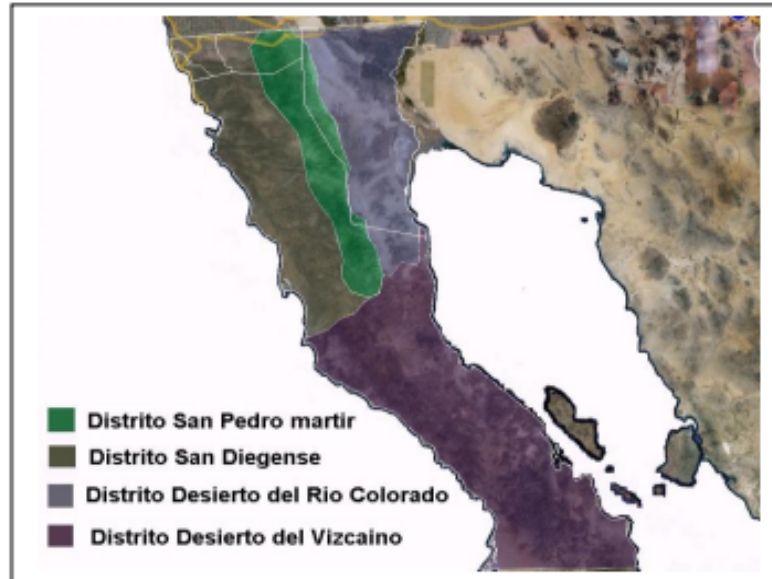 Distrito San Pedro martir
Distrito San Diegense
Distrito Desierto del Rio Colorado
Distrito Desierto del Vizcaino